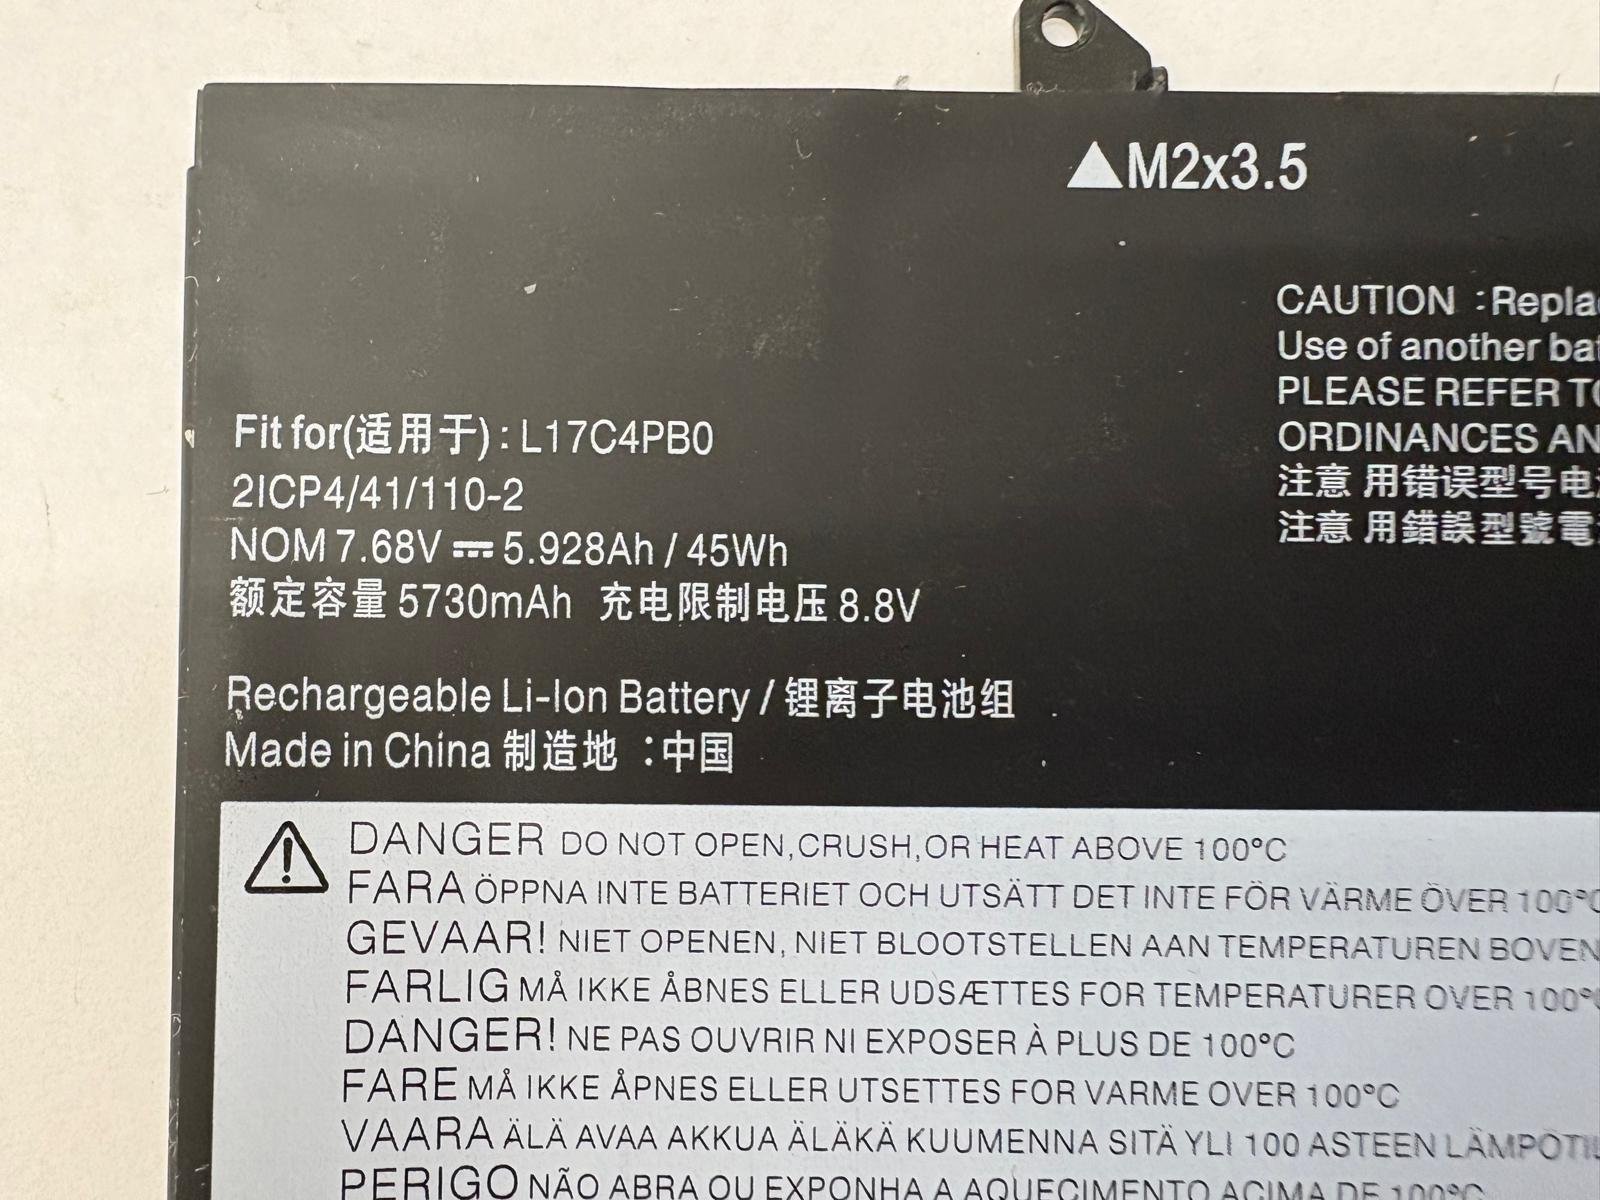 ▲M2x3.5
CAUTION :Repla
Use of another
PLEASE REFER TO
ORDINANCES
注意 用错误型号电
注意 用錯誤型號電
Fit for(适用于) : L17C4PB0
2ICP4/41/110-2
NOM 7.68V ⎓ 5.928Ah / 45Wh
额定容量 5730mAh 充电限制电压 8.8V
Rechargeable Li-Ion Battery / 锂离子电池组
Made in China 制造地 :中国
DANGER DO NOT OPEN,CRUSH,OR HEAT ABOVE 100°C
FARA ÖPPNA INTE BATTERIET OCH UTSÄTT DET INTE FÖR VÄRME ÖVER 100°C
GEVAAR! NIET OPENEN, NIET BLOOTSTELLEN AAN TEMPERATUREN BOVEN
FARLIG MÅ IKKE ÅBNES ELLER UDSÆTTES FOR TEMPERATURER OVER 100°
DANGER! NE PAS OUVRIR NI EXPOSER À PLUS DE 100°C
FARE MÅ IKKE ÅPNES ELLER UTSETTES FOR VARME OVER 100°C
VAARA ÄLÄ AVAA AKKUA ÄLÄKÄ KUUMENNA SITÄ YLI 100 ASTEEN LÄMPÖTI
PERIGO NÃO ABRA OU EXPONHA A AQUECIMENTO ACIMA DE 100°C